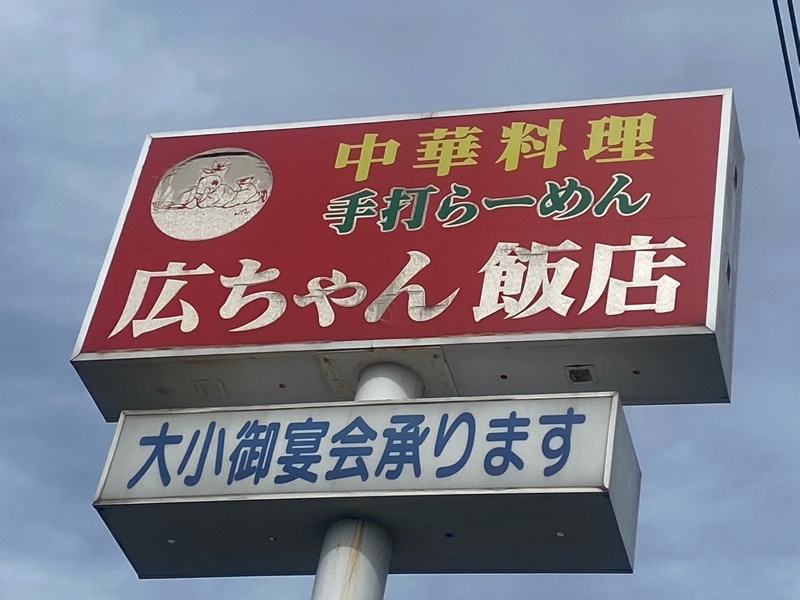 中華料理
手打らーめん
広ちゃん飯店
大小御宴会承ります